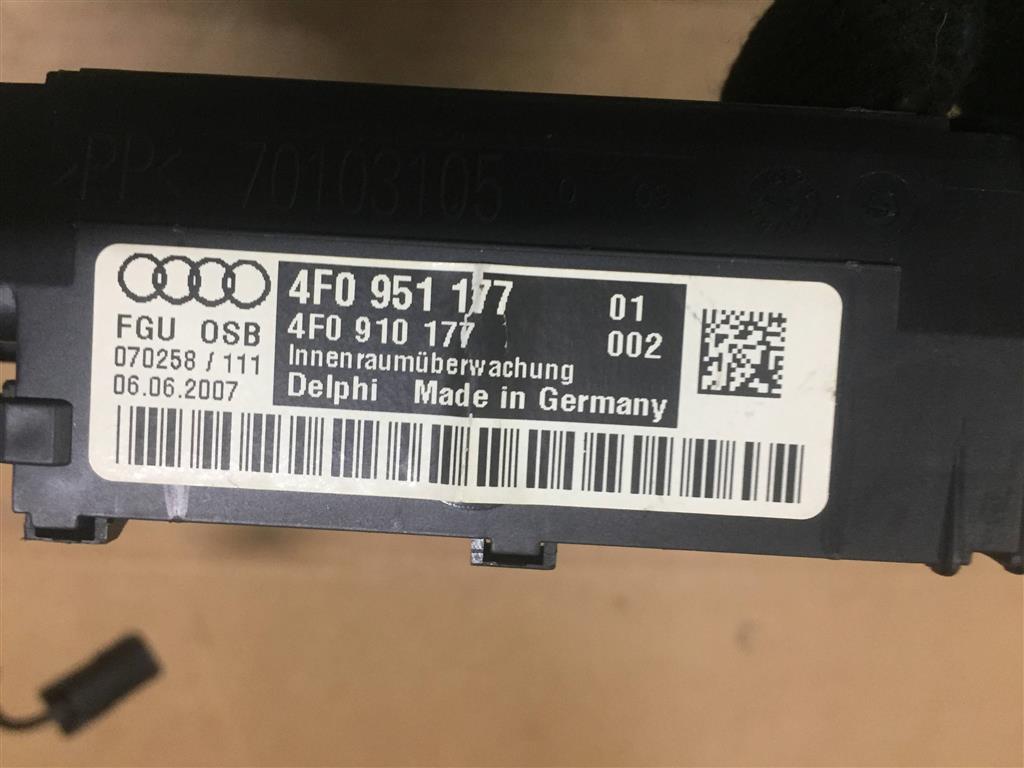 >PP< 70103105
4F0 951 177 01
4F0 910 177 002
Innenraumüberwachung
Delphi Made in Germany
FGU OSB
070258 / 111
06.06.2007